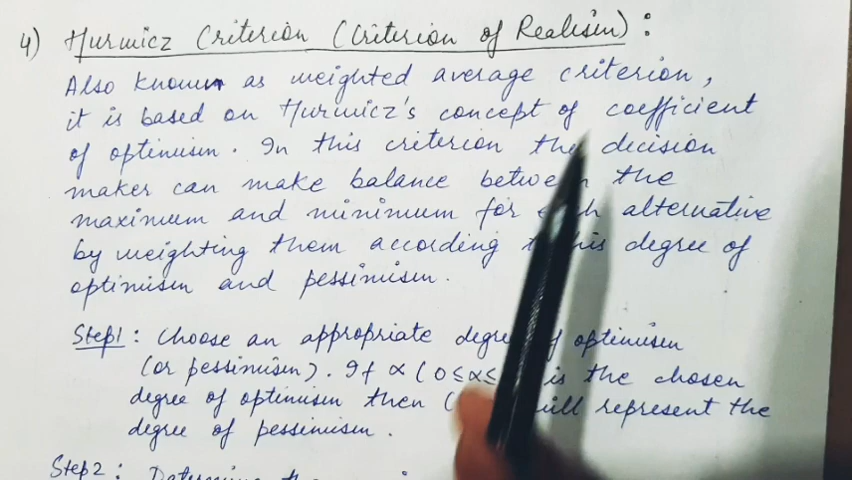 4) Hurwicz Criterion (Criterion of Realism) :
Also known as weighted average criterion,
it is based on Hurwicz's concept of coefficient
of optimism. In this criterion the decision
maker can make balance between the
maximum and minimum for alternative
by weighting them according his degree of
optimism and pessimism.
Step1 : Choose an appropriate degree of optimism
(or pessimism). If α (0≤α≤ is the chosen
degree of optimism then ( will represent the
degree of pessimism.
Step2 :